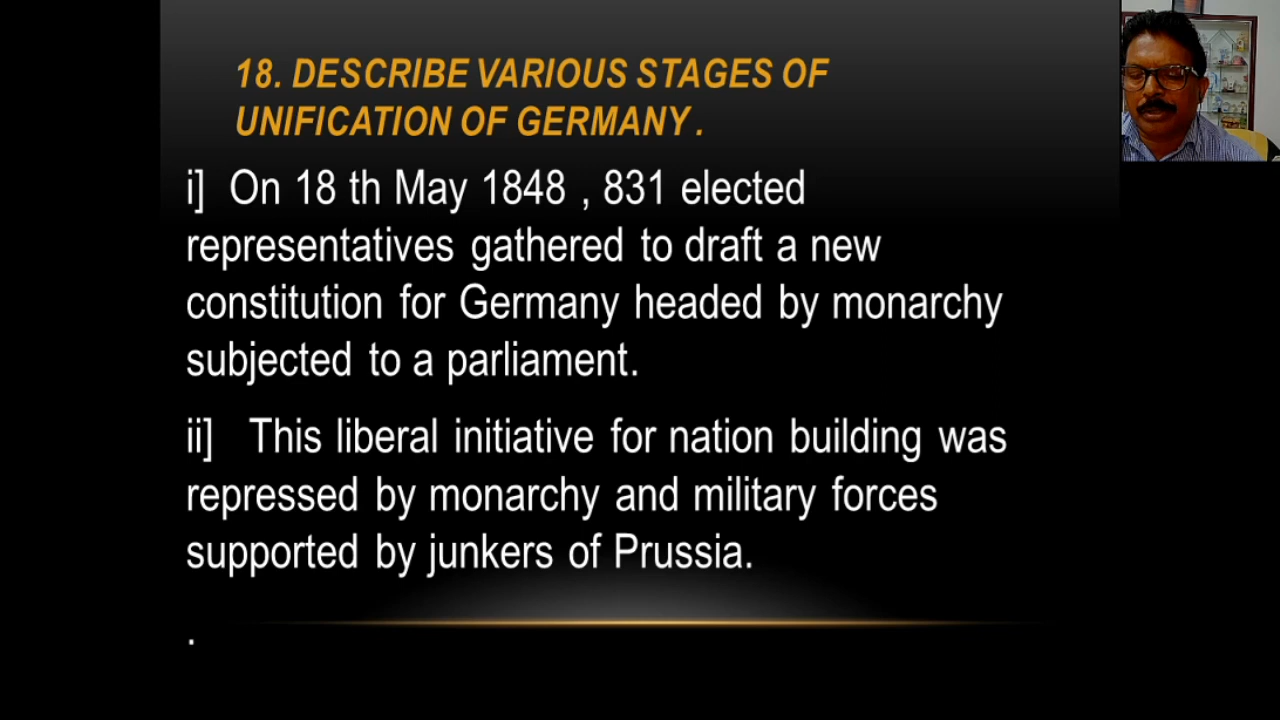 18. DESCRIBE VARIOUS STAGES OF
UNIFICATION OF GERMANY .
i] On 18 th May 1848 , 831 elected
representatives gathered to draft a new
constitution for Germany headed by monarchy
subjected to a parliament.
ii] This liberal initiative for nation building was
repressed by monarchy and military forces
supported by junkers of Prussia.
.